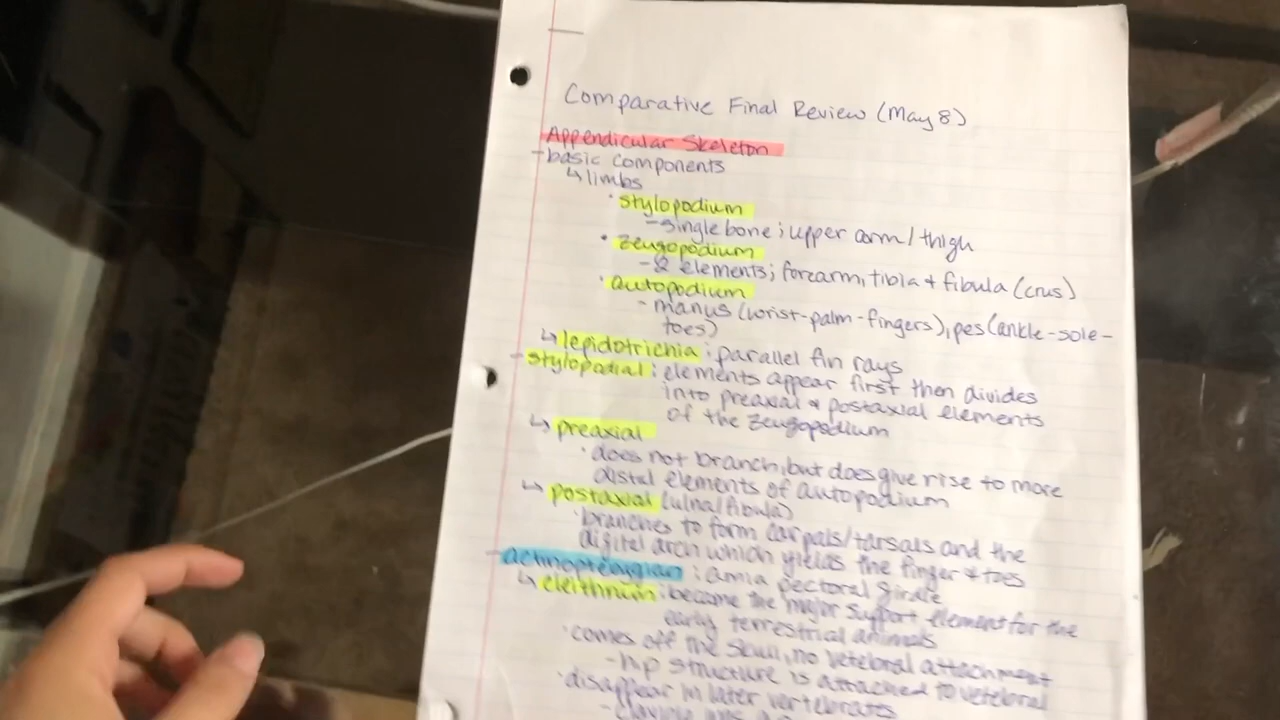 Comparative Final Review (May 8)
Appendicular Skeleton
- basic components
↳ limbs
· stylopodium
- single bone; upper arm / thigh
· zeugopodium
- 2 elements; forearm, tibia + fibula (crus)
· autopodium
- manus (wrist-palm-fingers), pes (ankle-sole-
toes)
↳ lepidotrichia: parallel fin rays
- stylopodial: elements appear first then divides
into preaxial & postaxial elements
of the zeugopodium
↳ preaxial
· does not branch, but does give rise to more
distal elements of autopodium
↳ postaxial (ulna/fibula)
· branches to form carpals/tarsals and the
digital arch which yields the finger + toes
- actinopterygian: amia pectoral girdle
↳ cleithrum: become the major support element for the
early terrestrial animals
· comes off the skull, no vetebral attachment
- hip structure is attached to vetebral
· disappear in later vertebrates
- clavicle